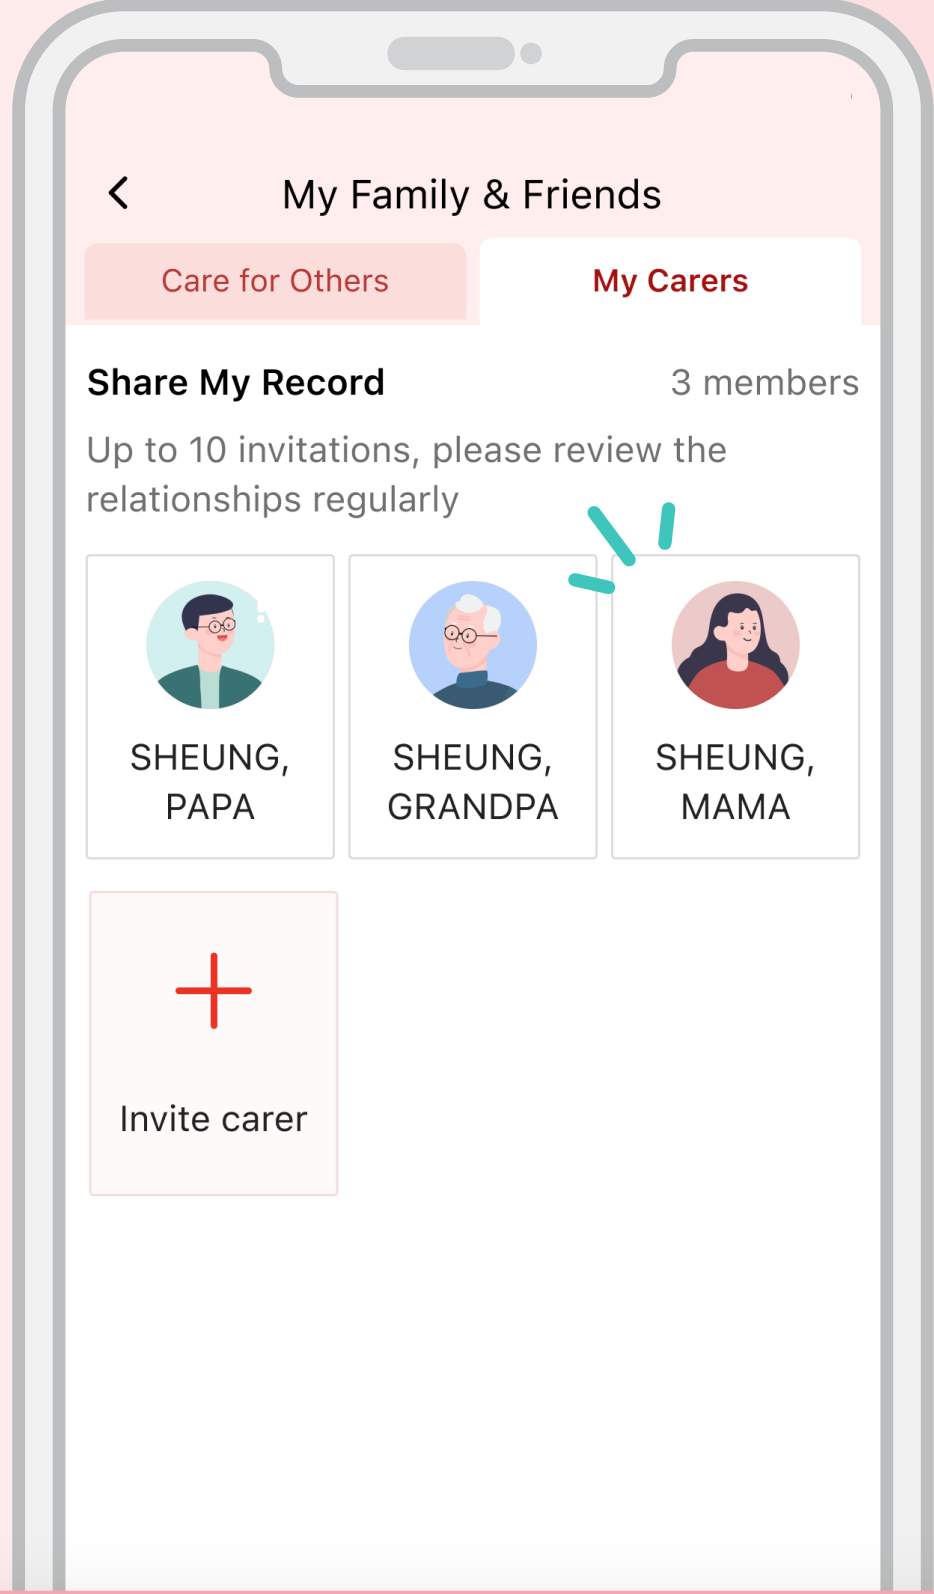 My Family & Friends
Care for Others
My Carers
Share My Record
3 members
Up to 10 invitations, please review the
relationships regularly
SHEUNG,
PAPA
SHEUNG,
GRANDPA
SHEUNG,
MAMA
Invite carer